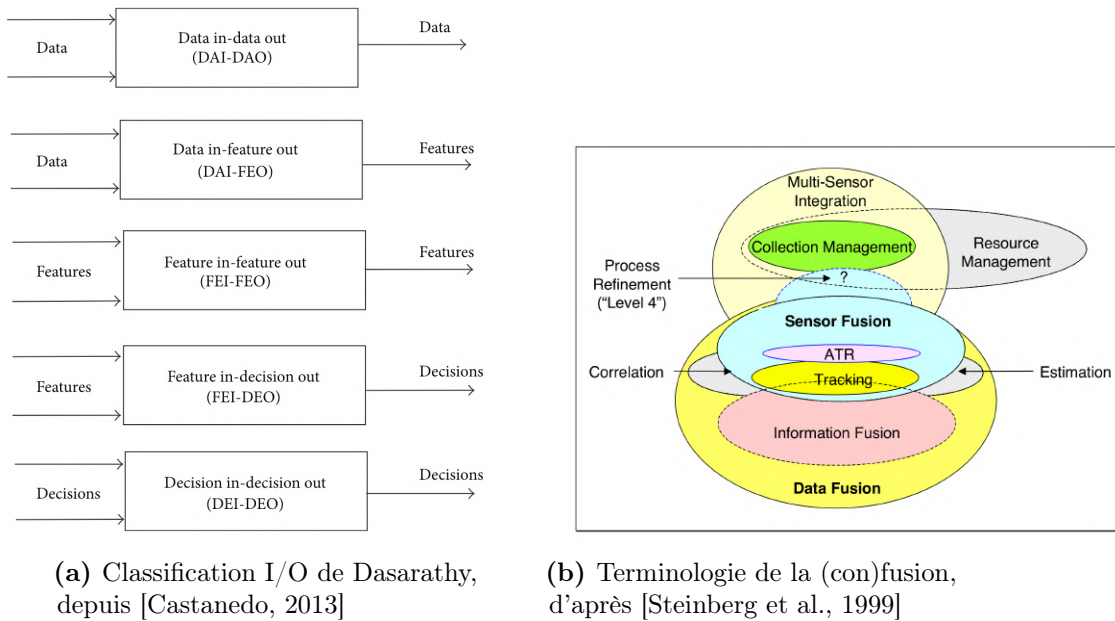 Data
Data in-data out
(DAI-DAO)
Data
Data
Data in-feature out
(DAI-FEO)
Features
Features
Feature in-feature out
(FEI-FEO)
Features
Features
Feature in-decision out
(FEI-DEO)
Decisions
Decisions
Decision in-decision out
(DEI-DEO)
Decisions
(a) Classification I/O de Dasarathy,
depuis [Castanedo, 2013]
Multi-Sensor
Integration
Collection Management
Resource
Management
Process
Refinement
("Level 4")
?
Sensor Fusion
ATR
Correlation
Tracking
Estimation
Information Fusion
Data Fusion
(b) Terminologie de la (con)fusion,
d'après [Steinberg et al., 1999]